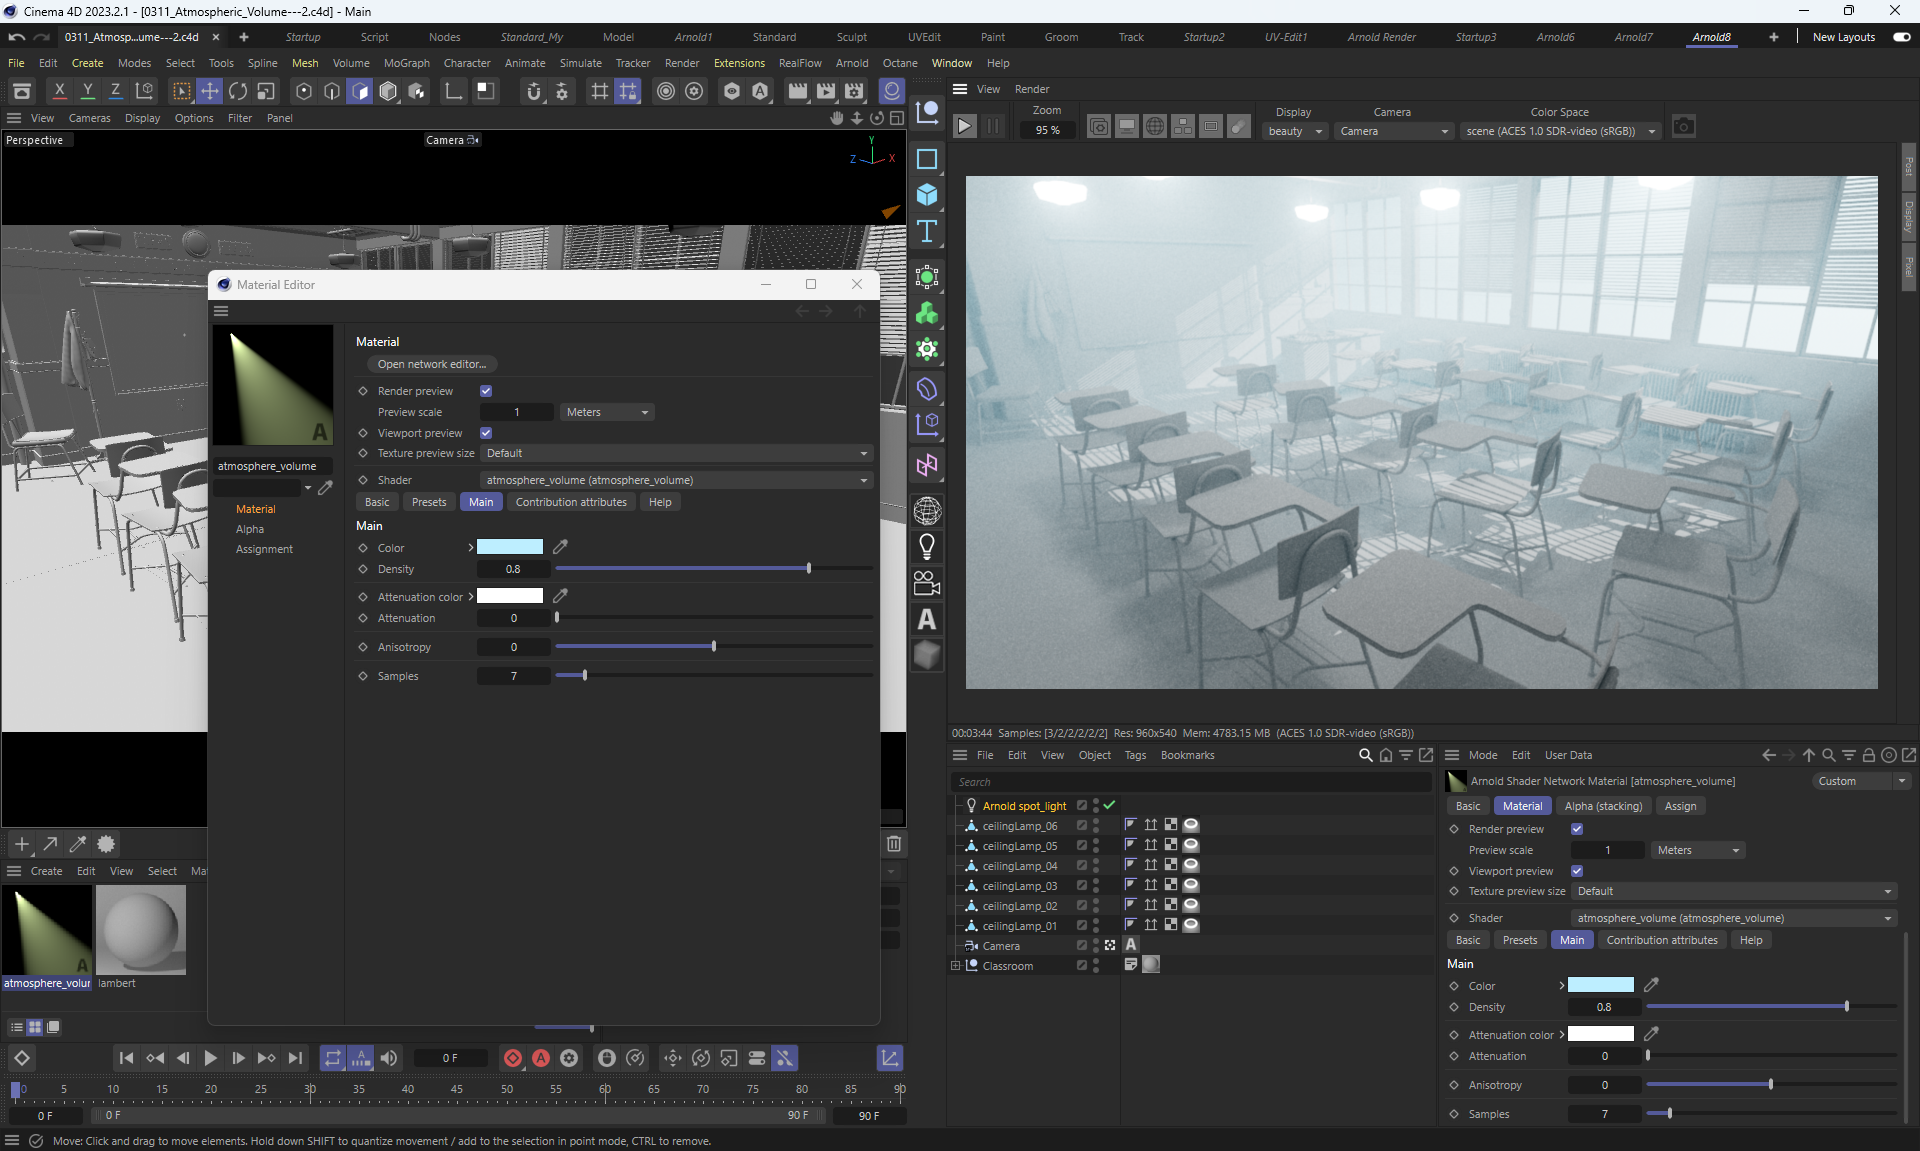 Cinema 4D 2023.2.1 - [0311_Atmospheric_Volume---2.c4d] - Main
0311_Atmosp...ume---2.c4d Startup Script Nodes Standard_My Model Arnold1 Standard Sculpt UVEdit Paint Groom Track Startup2 UV-Edit1 Arnold Render Startup3 Arnold6 Arnold7 Arnold8 New Layouts
File Edit Create Modes Select Tools Spline Mesh Volume MoGraph Character Animate Simulate Tracker Render Extensions RealFlow Arnold Octane Window Help
X Y Z
View Cameras Display Options Filter Panel
Perspective
Camera
Y
Z
X
View Render
Zoom
95 %
Display
beauty
Camera
Camera
Color Space
scene (ACES 1.0 SDR-video (sRGB))
Post
Display
Pixel
Material Editor
Material
Open network editor...
Render preview
Preview scale 1 Meters
Viewport preview
Texture preview size Default
Shader atmosphere_volume (atmosphere_volume)
Basic Presets Main Contribution attributes Help
Main
Color
Density 0.8
Attenuation color
Attenuation 0
Anisotropy 0
Samples 7
A
atmosphere_volume
Material
Alpha
Assignment
T
A
00:03:44 Samples: [3/2/2/2/2/2] Res: 960x540 Mem: 4783.15 MB (ACES 1.0 SDR-video (sRGB))
File Edit View Object Tags Bookmarks
Search
Arnold spot_light
ceilingLamp_06
ceilingLamp_05
ceilingLamp_04
ceilingLamp_03
ceilingLamp_02
ceilingLamp_01
Camera A
Classroom
Mode Edit User Data
Arnold Shader Network Material [atmosphere_volume]
Custom
Basic Material Alpha (stacking) Assign
Render preview
Preview scale 1 Meters
Viewport preview
Texture preview size Default
Shader atmosphere_volume (atmosphere_volume)
Basic Presets Main Contribution attributes Help
Main
Color
Density 0.8
Attenuation color
Attenuation 0
Anisotropy 0
Samples 7
Create Edit View Select Ma
A
atmosphere_volur lambert
0 F
A
0 5 10 15 20 25 30 35 40 45 50 55 60 65 70 75 80 85 90
0 F 0 F 90 F 90 F
Move: Click and drag to move elements. Hold down SHIFT to quantize movement / add to the selection in point mode, CTRL to remove.